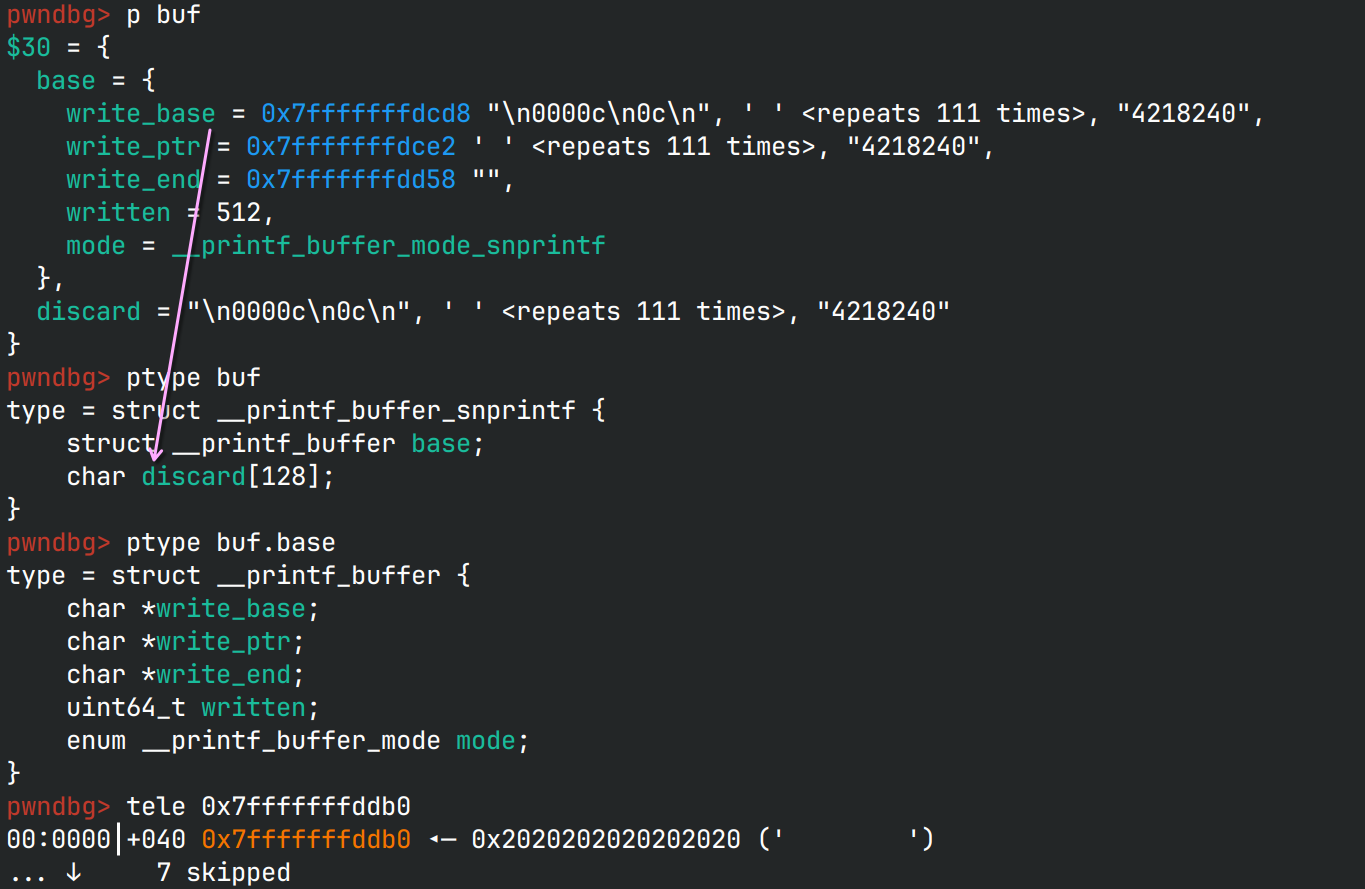 pwndbg> p buf
$30 = {
  base = {
    write_base = 0x7fffffffdcd8 "\n0000c\n0c\n", ' ' <repeats 111 times>, "4218240",
    write_ptr = 0x7fffffffdce2 ' ' <repeats 111 times>, "4218240",
    write_end = 0x7fffffffdd58 "",
    written = 512,
    mode = __printf_buffer_mode_snprintf
  },
  discard = "\n0000c\n0c\n", ' ' <repeats 111 times>, "4218240"
}
pwndbg> ptype buf
type = struct __printf_buffer_snprintf {
    struct __printf_buffer base;
    char discard[128];
}
pwndbg> ptype buf.base
type = struct __printf_buffer {
    char *write_base;
    char *write_ptr;
    char *write_end;
    uint64_t written;
    enum __printf_buffer_mode mode;
}
pwndbg> tele 0x7fffffffddb0
00:0000│+040 0x7fffffffddb0 ◂— 0x2020202020202020 ('        ')
... ↓     7 skipped